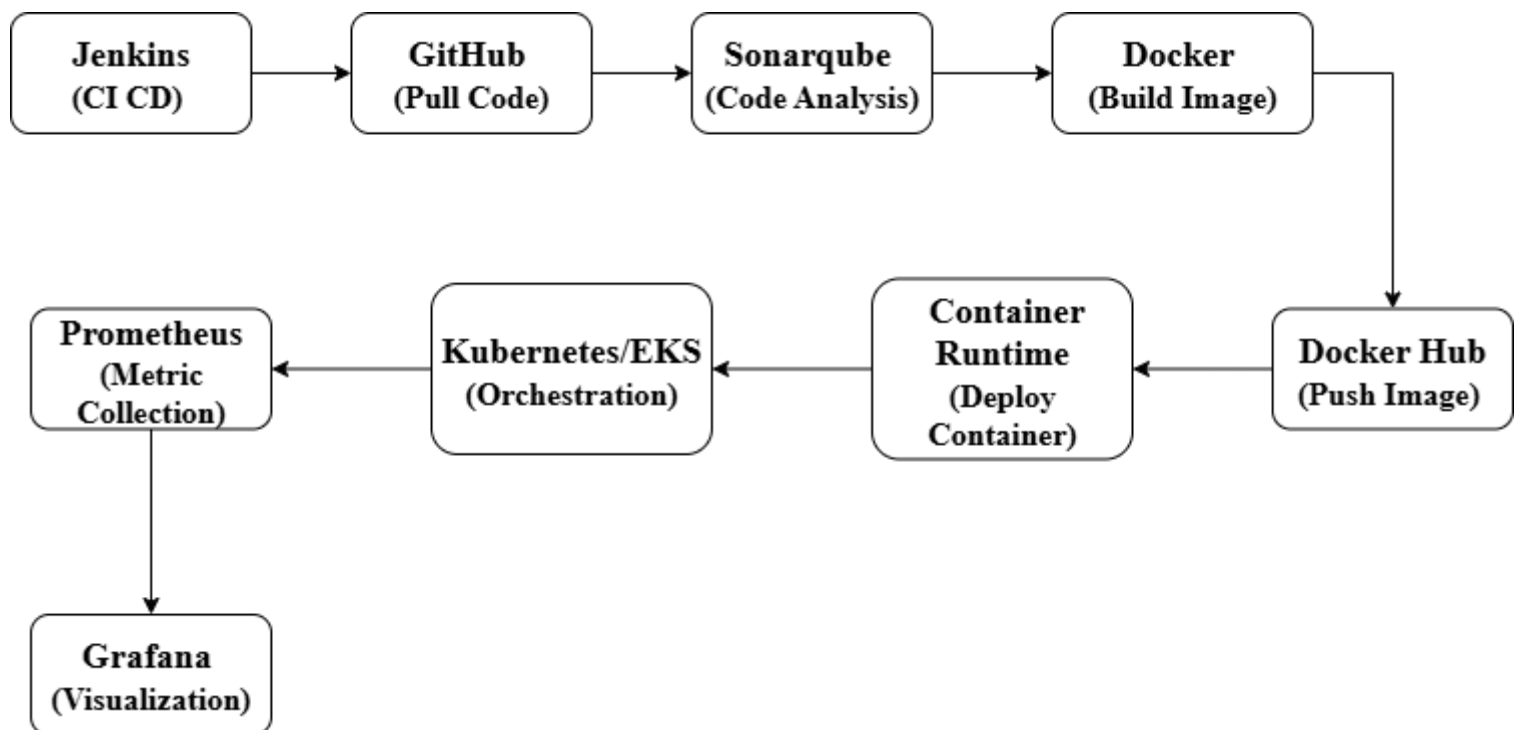 Jenkins
(CI CD)
GitHub
(Pull Code)
Sonarqube
(Code Analysis)
Docker
(Build Image)
Docker Hub
(Push Image)
Container
Runtime
(Deploy
Container)
Kubernetes/EKS
(Orchestration)
Prometheus
(Metric
Collection)
Grafana
(Visualization)